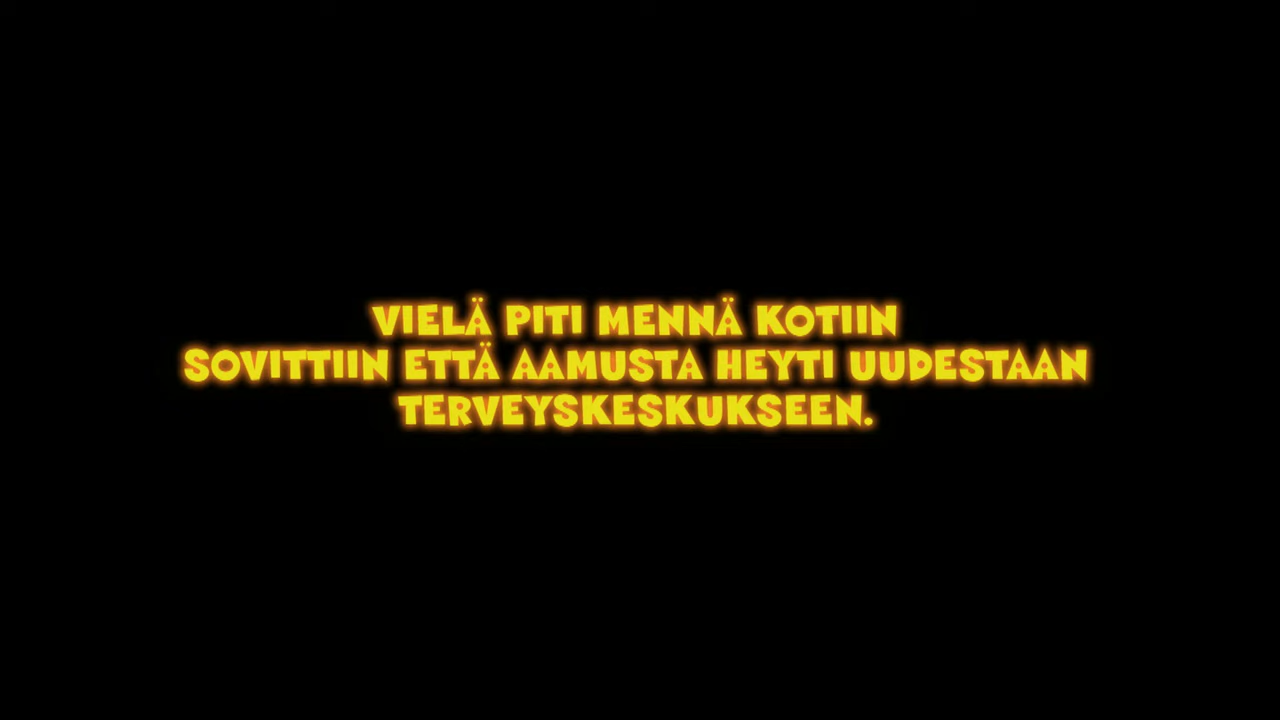 VIELÄ PITI MENNÄ KOTIIN
SOVITTIIN ETTÄ AAMUSTA HEYTI UUDESTAAN
TERVEYSKESKUKSEEN.